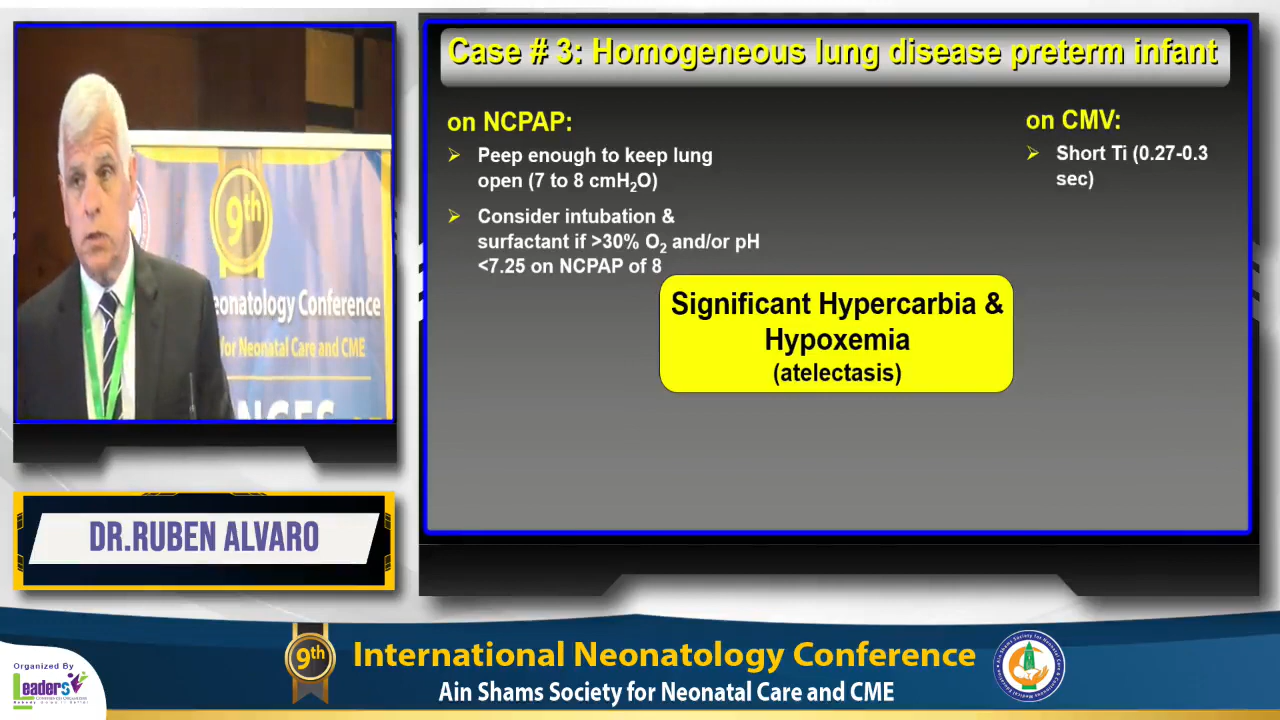 Case # 3: Homogeneous lung disease preterm infant
on NCPAP:
Peep enough to keep lung
open (7 to 8 cmH2O)
Consider intubation &
surfactant if >30% O2 and/or pH
<7.25 on NCPAP of 8
on CMV:
Short Ti (0.27-0.3
sec)
Significant Hypercarbia &
Hypoxemia
(atelectasis)
9th
eonatology Conference
for Neonatal Care and CME
NCES
DR.RUBEN ALVARO
Organized By
Leaders
9th
International Neonatology Conference
Ain Shams Society for Neonatal Care and CME